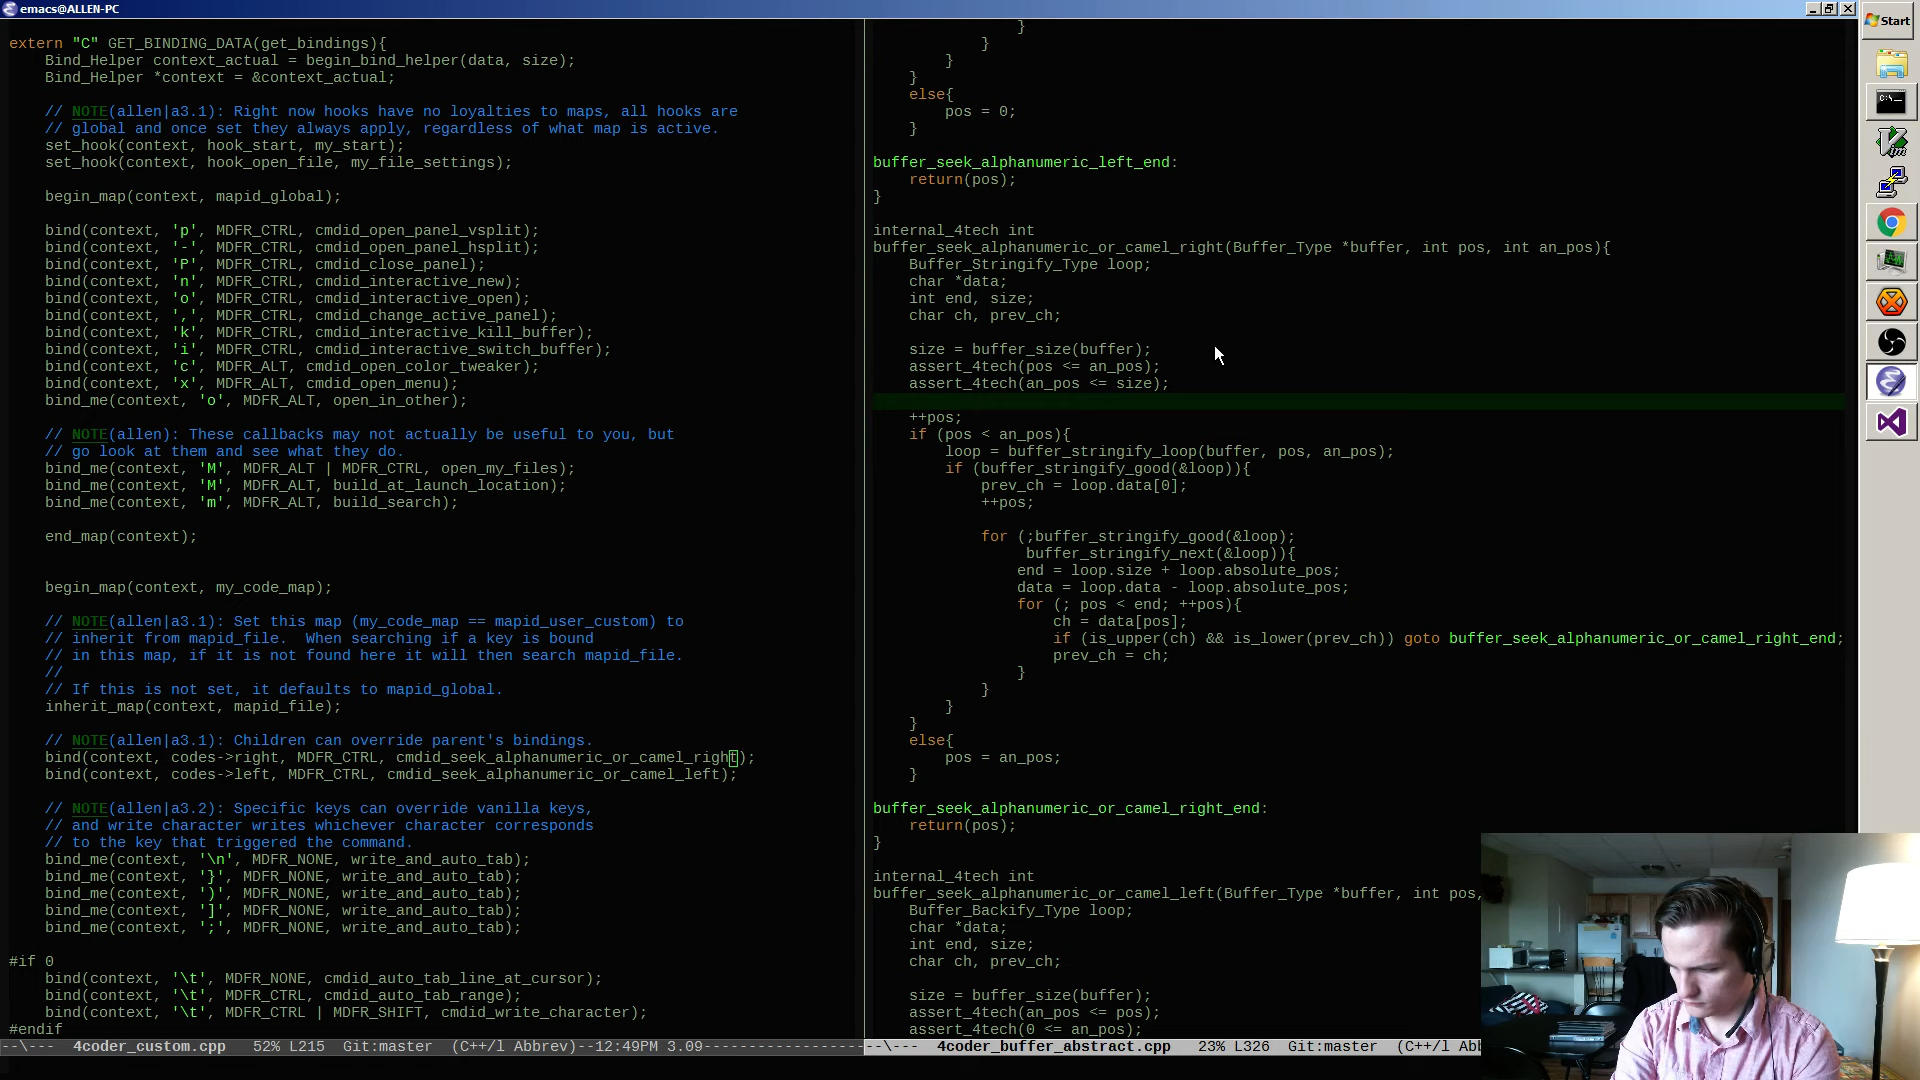 emacs@ALLEN-PC
Start
extern "C" GET_BINDING_DATA(get_bindings){
    Bind_Helper context_actual = begin_bind_helper(data, size);
    Bind_Helper *context = &context_actual;

    // NOTE(allen|a3.1): Right now hooks have no loyalties to maps, all hooks are
    // global and once set they always apply, regardless of what map is active.
    set_hook(context, hook_start, my_start);
    set_hook(context, hook_open_file, my_file_settings);

    begin_map(context, mapid_global);

    bind(context, 'p', MDFR_CTRL, cmdid_open_panel_vsplit);
    bind(context, '-', MDFR_CTRL, cmdid_open_panel_hsplit);
    bind(context, 'P', MDFR_CTRL, cmdid_close_panel);
    bind(context, 'n', MDFR_CTRL, cmdid_interactive_new);
    bind(context, 'o', MDFR_CTRL, cmdid_interactive_open);
    bind(context, ',', MDFR_CTRL, cmdid_change_active_panel);
    bind(context, 'k', MDFR_CTRL, cmdid_interactive_kill_buffer);
    bind(context, 'i', MDFR_CTRL, cmdid_interactive_switch_buffer);
    bind(context, 'c', MDFR_ALT, cmdid_open_color_tweaker);
    bind(context, 'x', MDFR_ALT, cmdid_open_menu);
    bind_me(context, 'o', MDFR_ALT, open_in_other);

    // NOTE(allen): These callbacks may not actually be useful to you, but
    // go look at them and see what they do.
    bind_me(context, 'M', MDFR_ALT | MDFR_CTRL, open_my_files);
    bind_me(context, 'M', MDFR_ALT, build_at_launch_location);
    bind_me(context, 'm', MDFR_ALT, build_search);

    end_map(context);

    begin_map(context, my_code_map);

    // NOTE(allen|a3.1): Set this map (my_code_map == mapid_user_custom) to
    // inherit from mapid_file.  When searching if a key is bound
    // in this map, if it is not found here it will then search mapid_file.
    //
    // If this is not set, it defaults to mapid_global.
    inherit_map(context, mapid_file);

    // NOTE(allen|a3.1): Children can override parent's bindings.
    bind(context, codes->right, MDFR_CTRL, cmdid_seek_alphanumeric_or_camel_right);
    bind(context, codes->left, MDFR_CTRL, cmdid_seek_alphanumeric_or_camel_left);

    // NOTE(allen|a3.2): Specific keys can override vanilla keys,
    // and write character writes whichever character corresponds
    // to the key that triggered the command.
    bind_me(context, '\n', MDFR_NONE, write_and_auto_tab);
    bind_me(context, '}', MDFR_NONE, write_and_auto_tab);
    bind_me(context, ')', MDFR_NONE, write_and_auto_tab);
    bind_me(context, ']', MDFR_NONE, write_and_auto_tab);
    bind_me(context, ';', MDFR_NONE, write_and_auto_tab);

#if 0
    bind(context, '\t', MDFR_NONE, cmdid_auto_tab_line_at_cursor);
    bind(context, '\t', MDFR_CTRL, cmdid_auto_tab_range);
    bind(context, '\t', MDFR_CTRL | MDFR_SHIFT, cmdid_write_character);
#endif
--\---  4coder_custom.cpp   52% L215  Git:master  (C++/l Abbrev)--12:49PM 3.09------------------
                }
            }
        }
    }
    else{
        pos = 0;
    }

buffer_seek_alphanumeric_left_end:
    return(pos);
}

internal_4tech int
buffer_seek_alphanumeric_or_camel_right(Buffer_Type *buffer, int pos, int an_pos){
    Buffer_Stringify_Type loop;
    char *data;
    int end, size;
    char ch, prev_ch;

    size = buffer_size(buffer);
    assert_4tech(pos <= an_pos);
    assert_4tech(an_pos <= size);

    ++pos;
    if (pos < an_pos){
        loop = buffer_stringify_loop(buffer, pos, an_pos);
        if (buffer_stringify_good(&loop)){
            prev_ch = loop.data[0];
            ++pos;

            for (;buffer_stringify_good(&loop);
                 buffer_stringify_next(&loop)){
                end = loop.size + loop.absolute_pos;
                data = loop.data - loop.absolute_pos;
                for (; pos < end; ++pos){
                    ch = data[pos];
                    if (is_upper(ch) && is_lower(prev_ch)) goto buffer_seek_alphanumeric_or_camel_right_end;
                    prev_ch = ch;
                }
            }
        }
    }
    else{
        pos = an_pos;
    }

buffer_seek_alphanumeric_or_camel_right_end:
    return(pos);
}

internal_4tech int
buffer_seek_alphanumeric_or_camel_left(Buffer_Type *buffer, int pos,
    Buffer_Backify_Type loop;
    char *data;
    int end, size;
    char ch, prev_ch;

    size = buffer_size(buffer);
    assert_4tech(an_pos <= pos);
    assert_4tech(0 <= an_pos);
--\---  4coder_buffer_abstract.cpp   23% L326  Git:master  (C++/l Abb